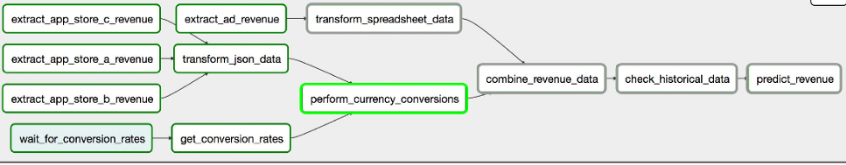 extract_app_store_c_revenue
extract_ad_revenue
transform_spreadsheet_data
extract_app_store_a_revenue
transform_json_data
combine_revenue_data
check_historical_data
predict_revenue
extract_app_store_b_revenue
perform_currency_conversions
wait_for_conversion_rates
get_conversion_rates